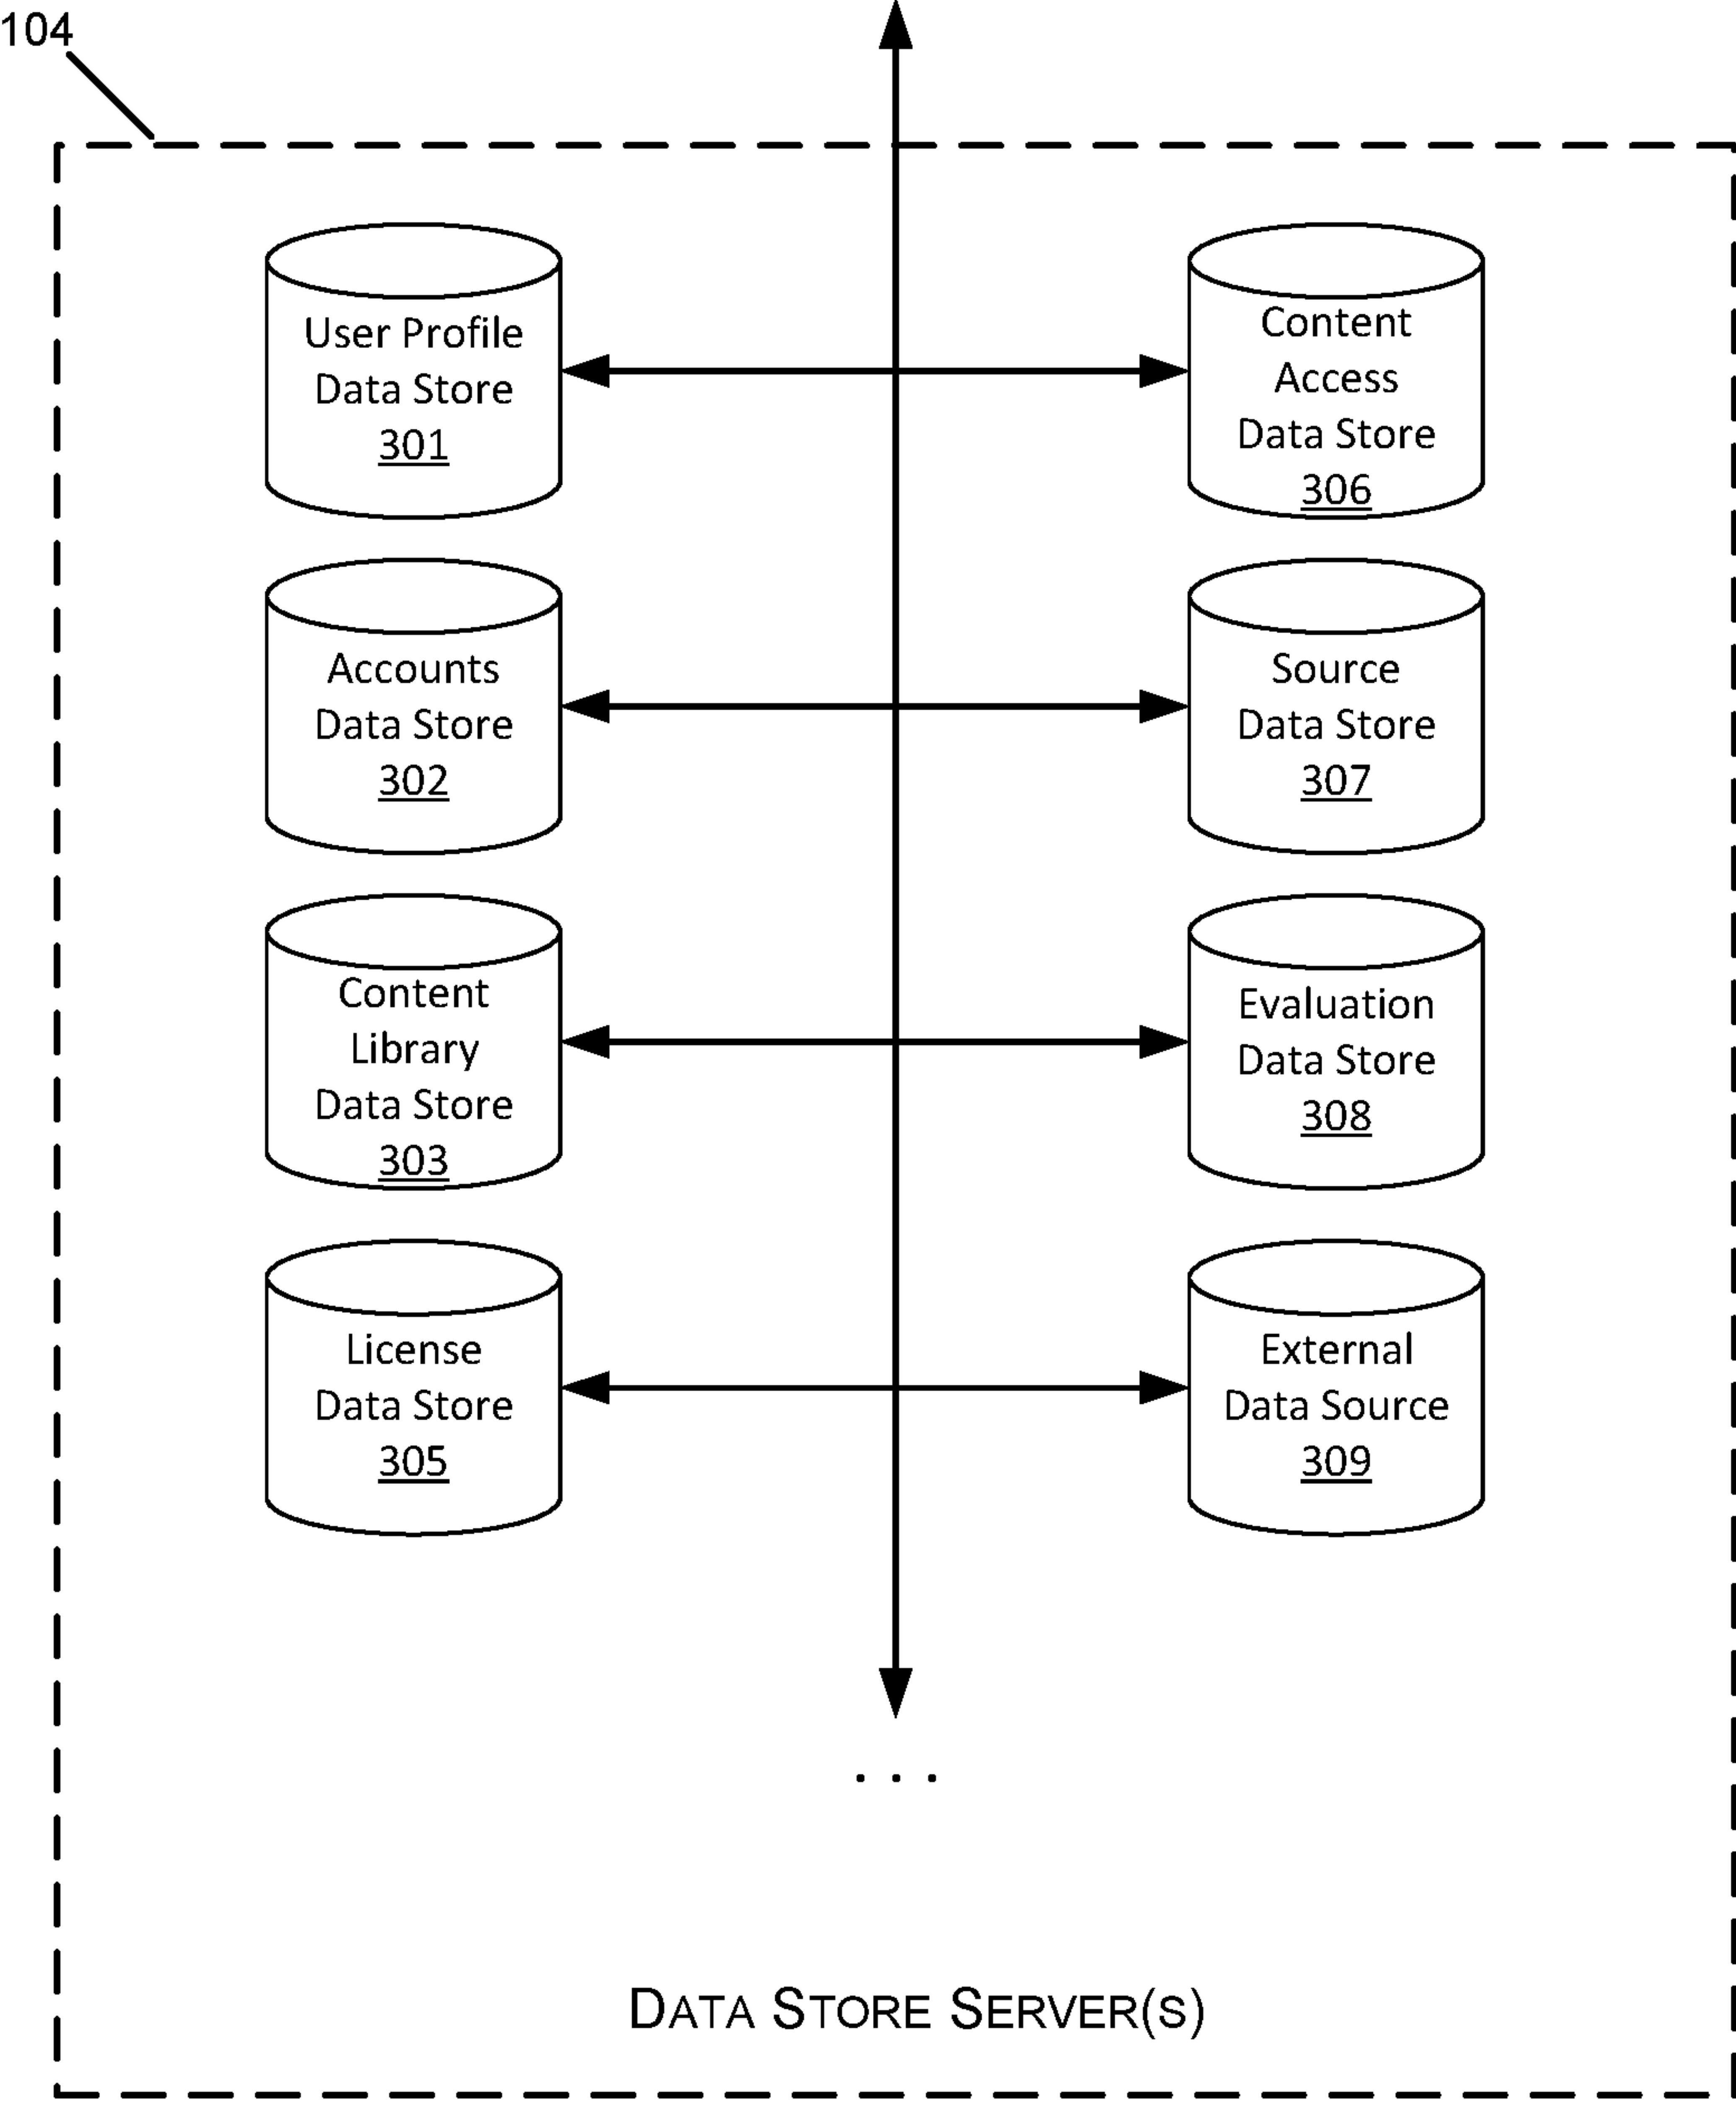 104
User Profile
Data Store
301
Content
Access
Data Store
306
Accounts
Data Store
302
Source
Data Store
307
Content
Library
Data Store
303
Evaluation
Data Store
308
License
Data Store
305
External
Data Source
309
. . .
DATA STORE SERVER(S)